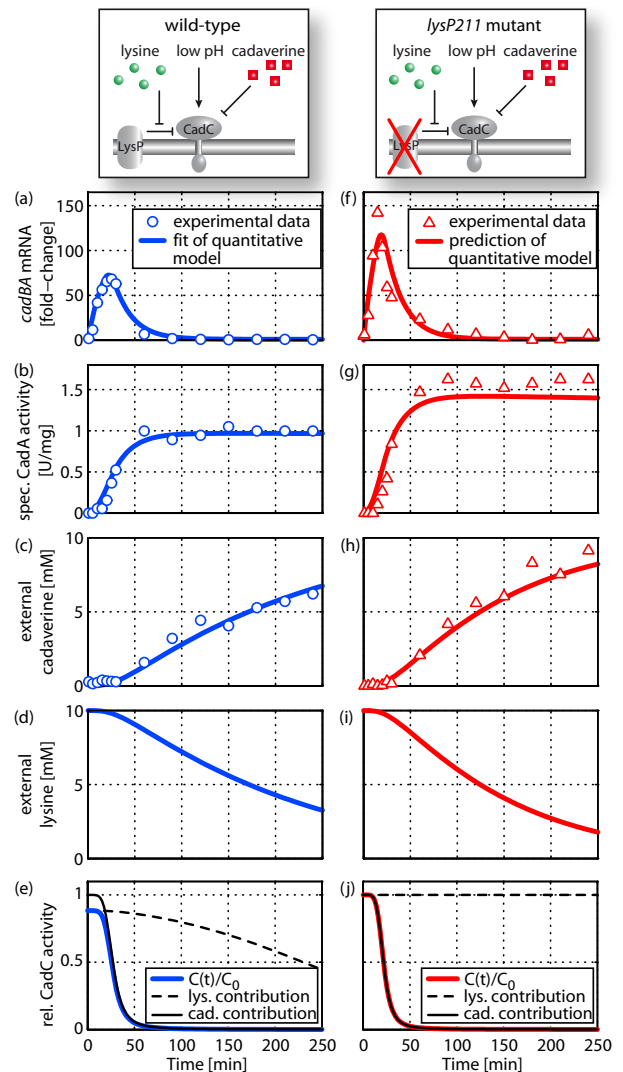 wild-type
lysine low pH cadaverine
CadC
LysP
lysP211 mutant
lysine low pH cadaverine
CadC
LysP
(a)
cadBA mRNA
[fold−change]
150
100
50
0
experimental data
fit of quantitative
model
(f)
experimental data
prediction of
quantitative model
(b)
spec. CadA activity
[U/mg]
1.5
1
0.5
0
(g)
(c)
external
cadaverine [mM]
10
5
0
(h)
(d)
external
lysine [mM]
10
5
0
(i)
(e)
rel. CadC activity
1
0.5
0
C(t)/C0
lys. contribution
cad. contribution
0 50 100 150 200 250
Time [min]
(j)
C(t)/C0
lys. contribution
cad. contribution
0 50 100 150 200 250
Time [min]